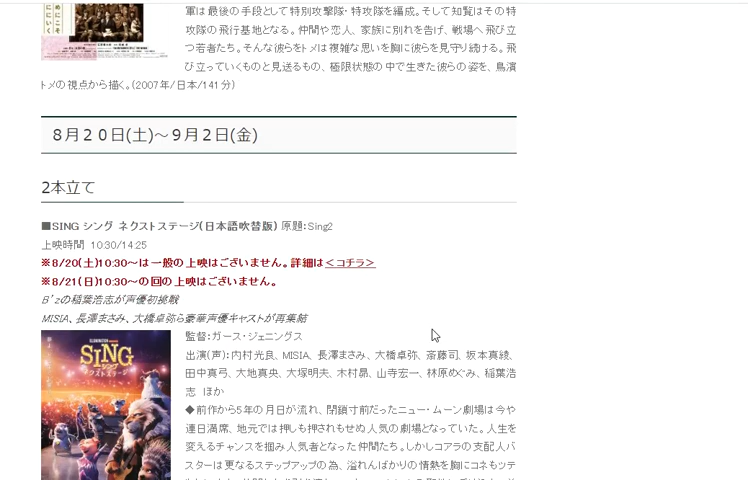 めにこそ
ににいく
軍は最後の手段として特別攻撃隊・特攻隊を編成。そして知覧はその特
攻隊の飛行基地となる。仲間や恋人、家族に別れを告げ、戦場へ飛び立
つ若者たち。そんな彼らをトメは複雑な思いを胸に彼らを見守り続ける。飛
び立っていくものと見送るもの、極限状態の中で生きた彼らの姿を、鳥濱
トメの視点から描く。(2007年/日本/141分)
8月20日(土)～9月2日(金)
2本立て
■SING シング ネクストステージ(日本語吹替版) 原題：Sing2
上映時間 10:30/14:25
※8/20(土)10:30～は一般の上映はございません。詳細は＜コチラ＞
※8/21(日)10:30～の回の上映はございません。
B'zの稲葉浩志が声優初挑戦
MISIA、長澤まさみ、大橋卓弥ら豪華声優キャストが再集結
SING
ネクストステージ
監督：ガース・ジェニングス
出演(声)：内村光良、MISIA、長澤まさみ、大橋卓弥、斎藤司、坂本真綾、
田中真弓、大地真央、大塚明夫、木村昴、山寺宏一、林原めぐみ、稲葉浩
志 ほか
◆前作から5年の月日が流れ、閉鎖寸前だったニュー・ムーン劇場は今や
連日満席、地元では押しも押されもせぬ人気の劇場となっていた。人生を
変えるチャンスを掴み人気者となった仲間たち。しかしコアラの支配人バ
スターは更なるステップアップの為、溢れんばかりの情熱を胸にコネもツテ